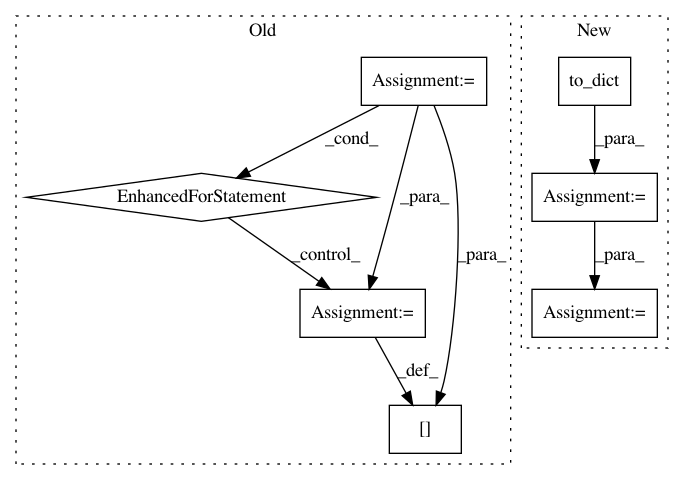 Old
New
Assignment:=
to_dict
_cond_
_para_
EnhancedForStatement
_para_
_para_
Assignment:=
_control_
_para_
Assignment:=
Assignment:=
_def_
[]